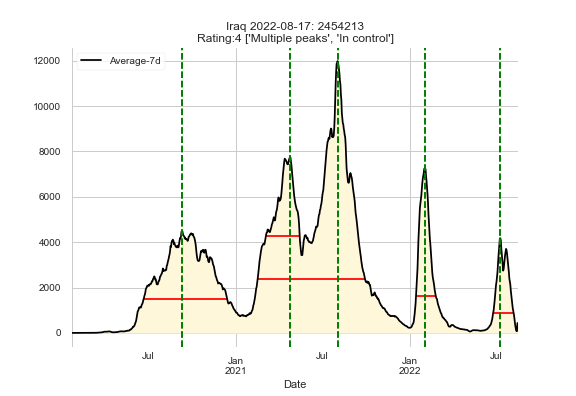 Iraq 2022-08-17: 2454213
Rating:4 ['Multiple peaks', 'In control']
Average-7d
12000
10000
8000
6000
4000
2000
0
Jul
Jan
2021
Jul
Jan
2022
Jul
Date